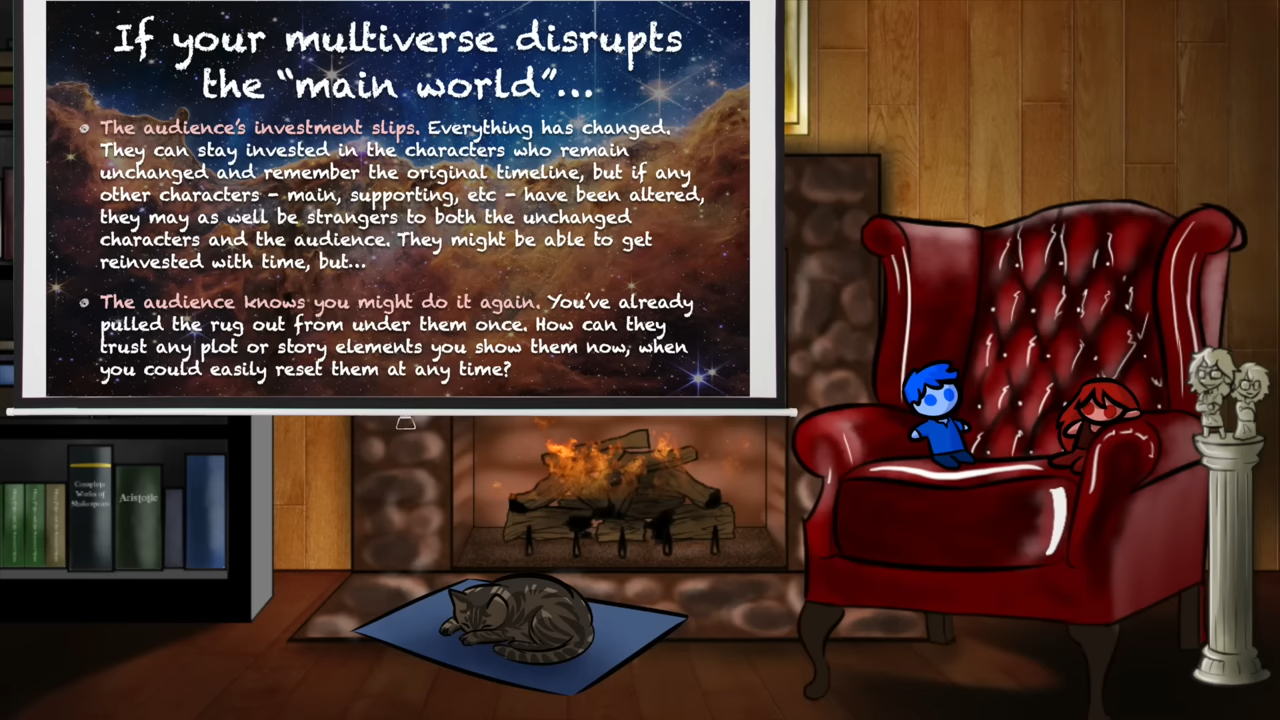 If your multiverse disrupts
the “main world”...
The audience’s investment slips. Everything has changed.
They can stay invested in the characters who remain
unchanged and remember the original timeline, but if any
other characters - main, supporting, etc - have been altered,
they may as well be strangers to both the unchanged
characters and the audience. They might be able to get
reinvested with time, but...
The audience knows you might do it again. You’ve already
pulled the rug out from under them once. How can they
trust any plot or story elements you show them now, when
you could easily reset them at any time?
Complete
Works of
Shakespeare
Aristotle